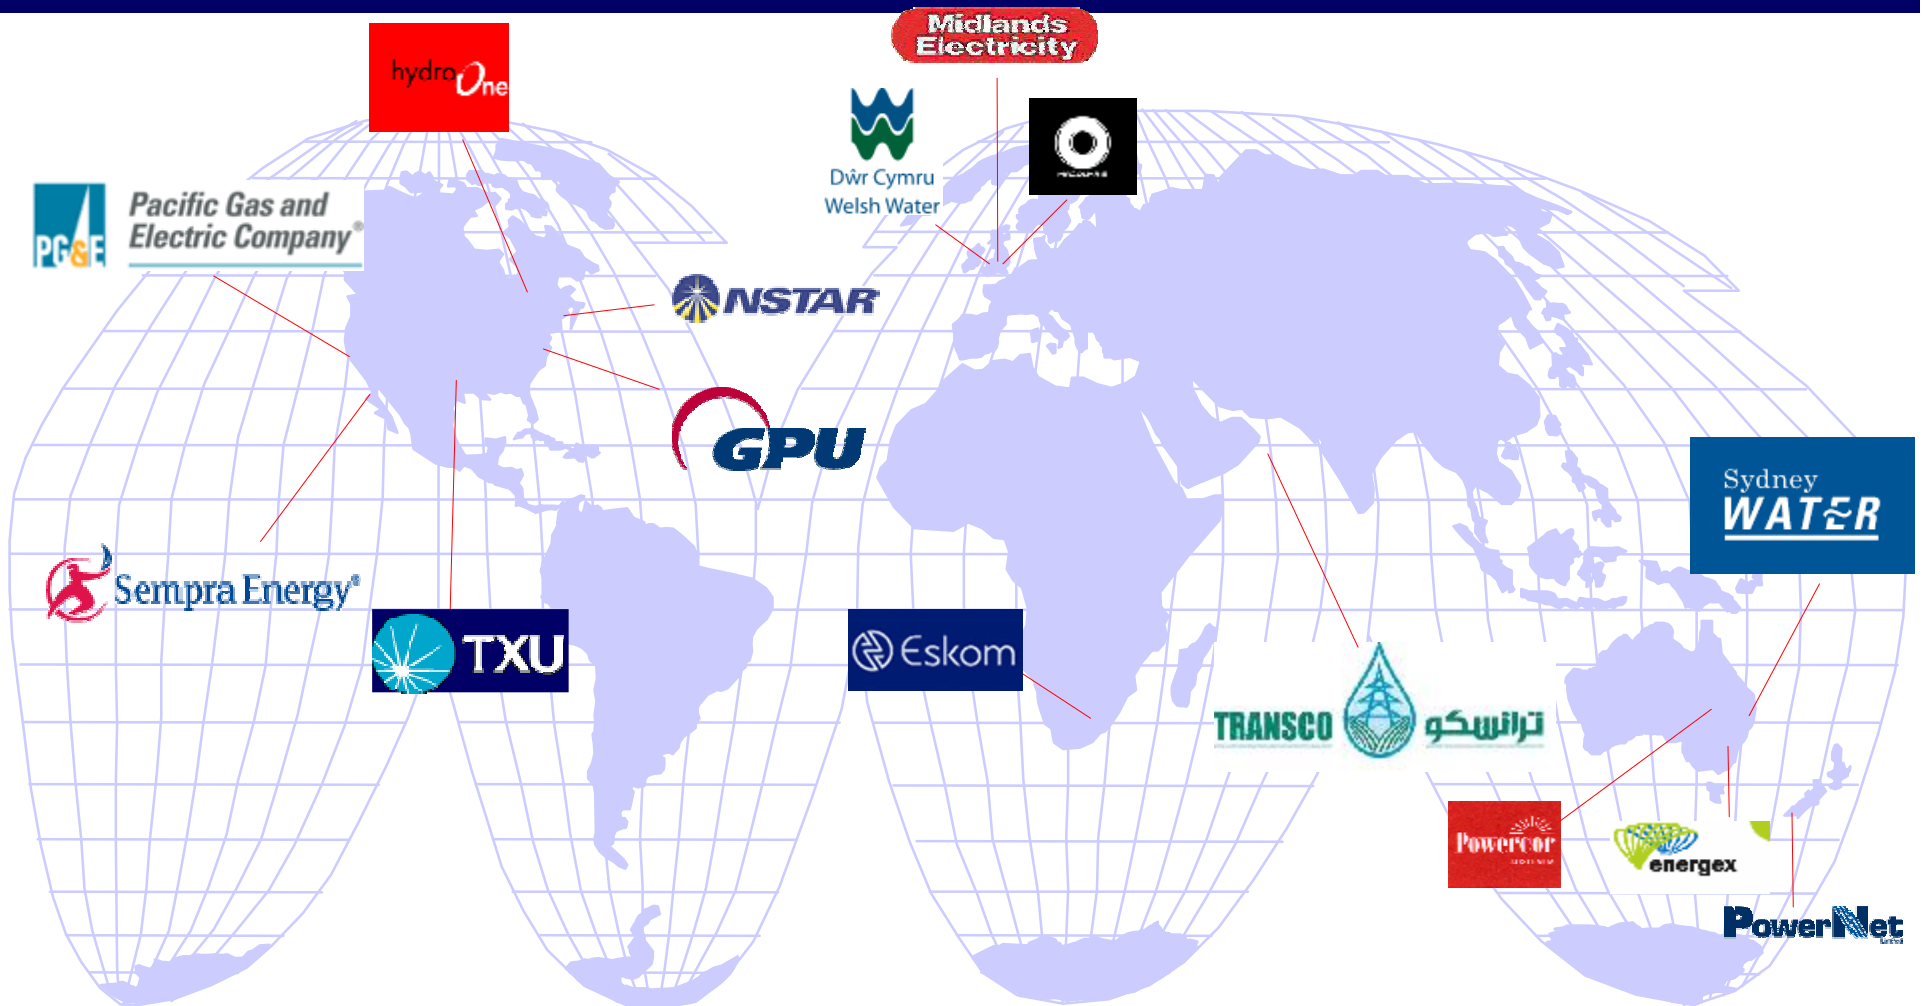 Midlands
Electricity
hydro
One
Dŵr Cymru
Welsh Water
PG&E
Pacific Gas and
Electric Company®
NSTAR
GPU
Sydney
WATER
Sempra Energy®
TXU
Eskom
TRANSCO
ترانسكو
Powercor
energex
PowerNet
Limited